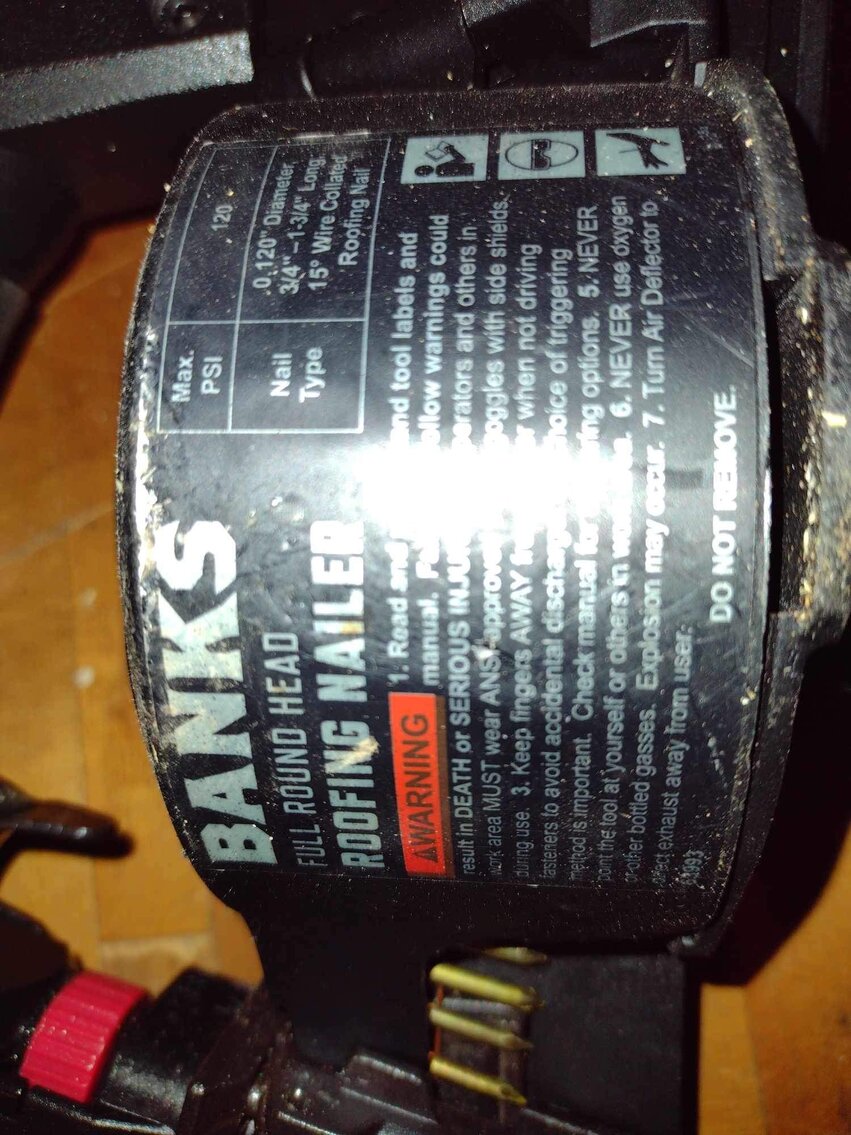 BANKS
FULL ROUND HEAD
ROOFING NAILER
Max.
PSI
120
Nail
Type
0.120" Diameter,
3/4" –1-3/4" Long,
15° Wire Collated
Roofing Nail
WARNING
1. Read and tool labels and
manual. follow warnings could
result in DEATH or SERIOUS operators and others in
work area MUST wear ANSI approved goggles with side shields.
during use. 3. Keep fingers AWAY when not driving
fasteners to avoid accidental discharge. choice of triggering
method is important. Check manual for options. 5. NEVER
point the tool at yourself or others in 6. NEVER use oxygen
or other bottled gasses. Explosion may occur. 7. Turn Air Deflector to
direct exhaust away from user.
DO NOT REMOVE.